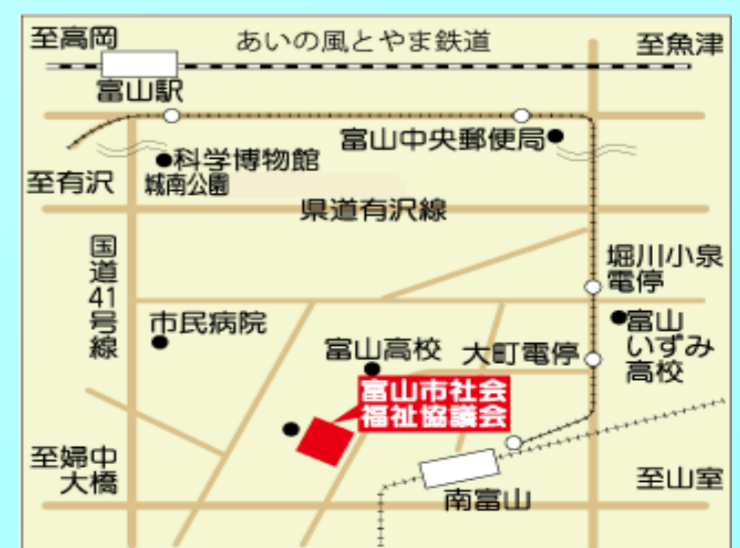 至高岡
あいの風とやま鉄道
至魚津
富山駅
富山中央郵便局
科学博物館
城南公園
至有沢
県道有沢線
国道41号線
堀川小泉
電停
市民病院
富山高校
大町電停
富山
いずみ
高校
富山市社会
福祉協議会
至婦中
大橋
南富山
至山室